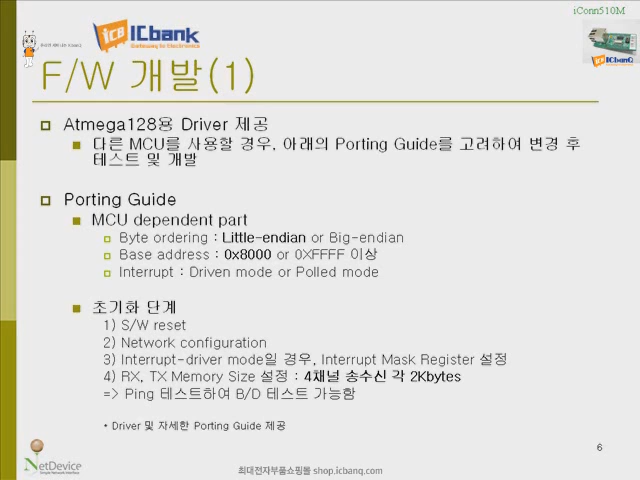 iConn510M
ICbank
Gateway to Electronics
ICbanQ
F/W 개발(1)
Atmega128용 Driver 제공
다른 MCU를 사용할 경우, 아래의 Porting Guide를 고려하여 변경 후
테스트 및 개발
Porting Guide
MCU dependent part
Byte ordering : Little-endian or Big-endian
Base address : 0x8000 or 0XFFFF 이상
Interrupt : Driven mode or Polled mode
초기화 단계
1) S/W reset
2) Network configuration
3) Interrupt-driver mode일 경우, Interrupt Mask Register 설정
4) RX, TX Memory Size 설정 : 4채널 송수신 각 2Kbytes
=> Ping 테스트하여 B/D 테스트 가능함
* Driver 및 자세한 Porting Guide 제공
6
NetDevice
Simple Network Interface
최대전자부품쇼핑몰 shop.icbanq.com